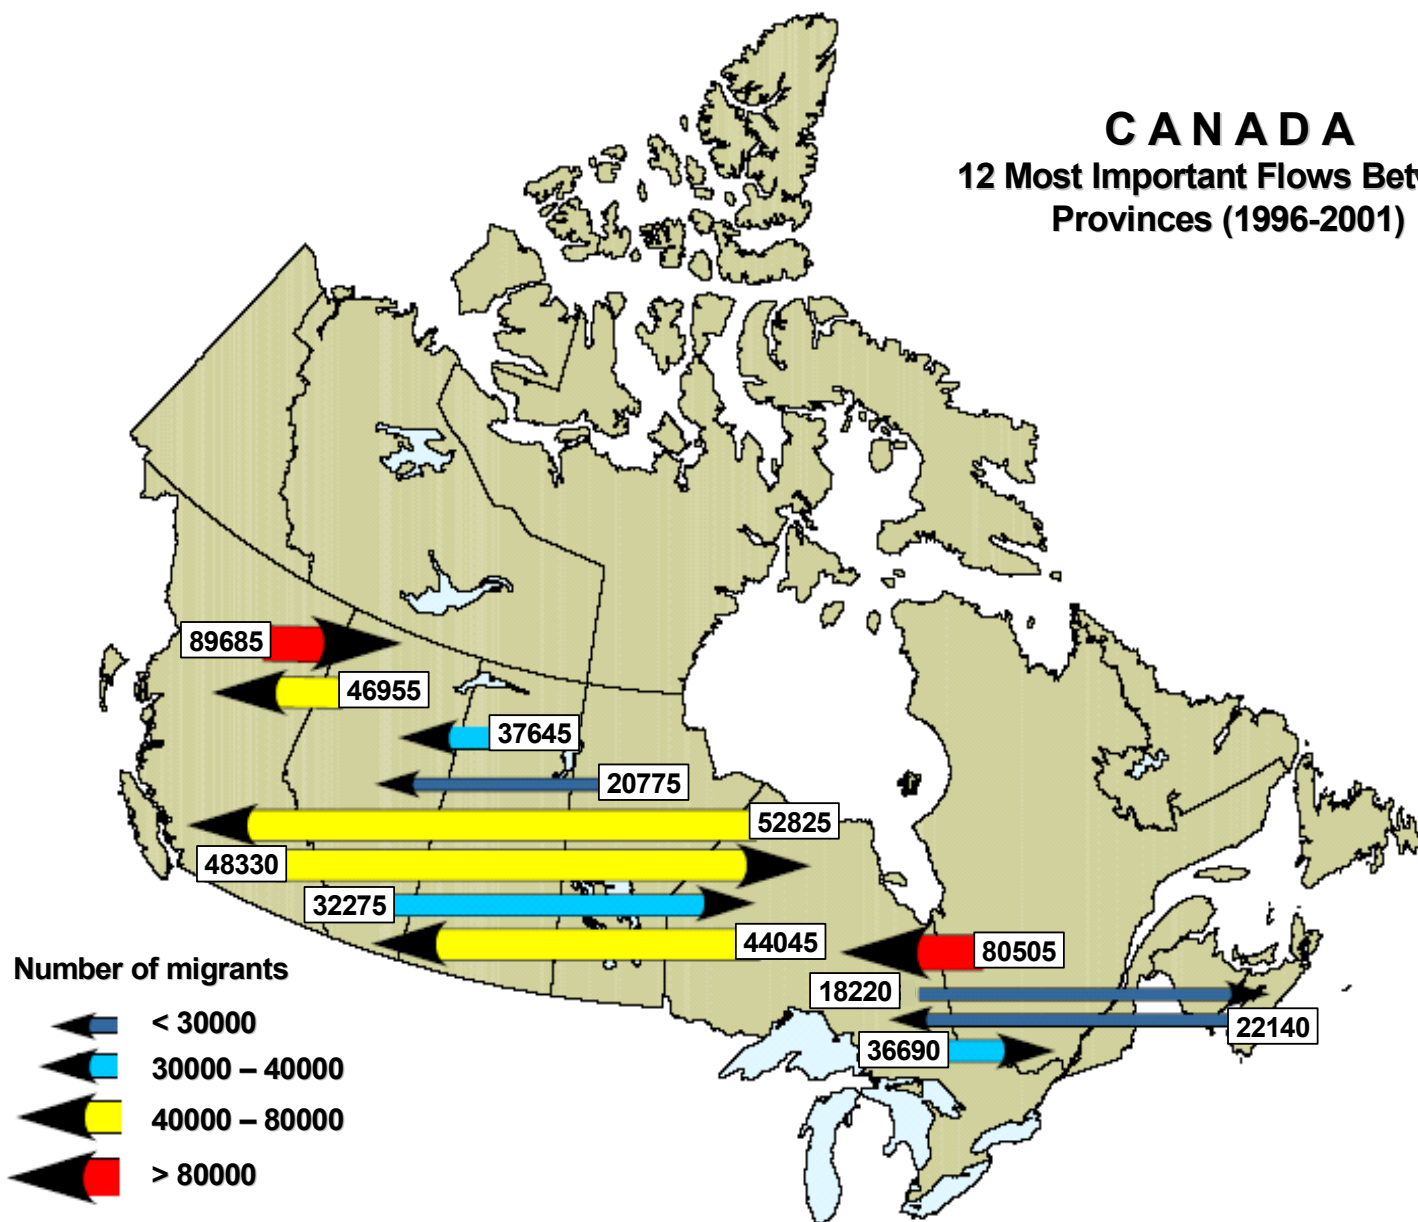 C A N A D A
12 Most Important Flows Bet
Provinces (1996-2001)
89685
46955
37645
20775
52825
48330
32275
44045
80505
18220
22140
36690
Number of migrants
< 30000
30000 – 40000
40000 – 80000
> 80000